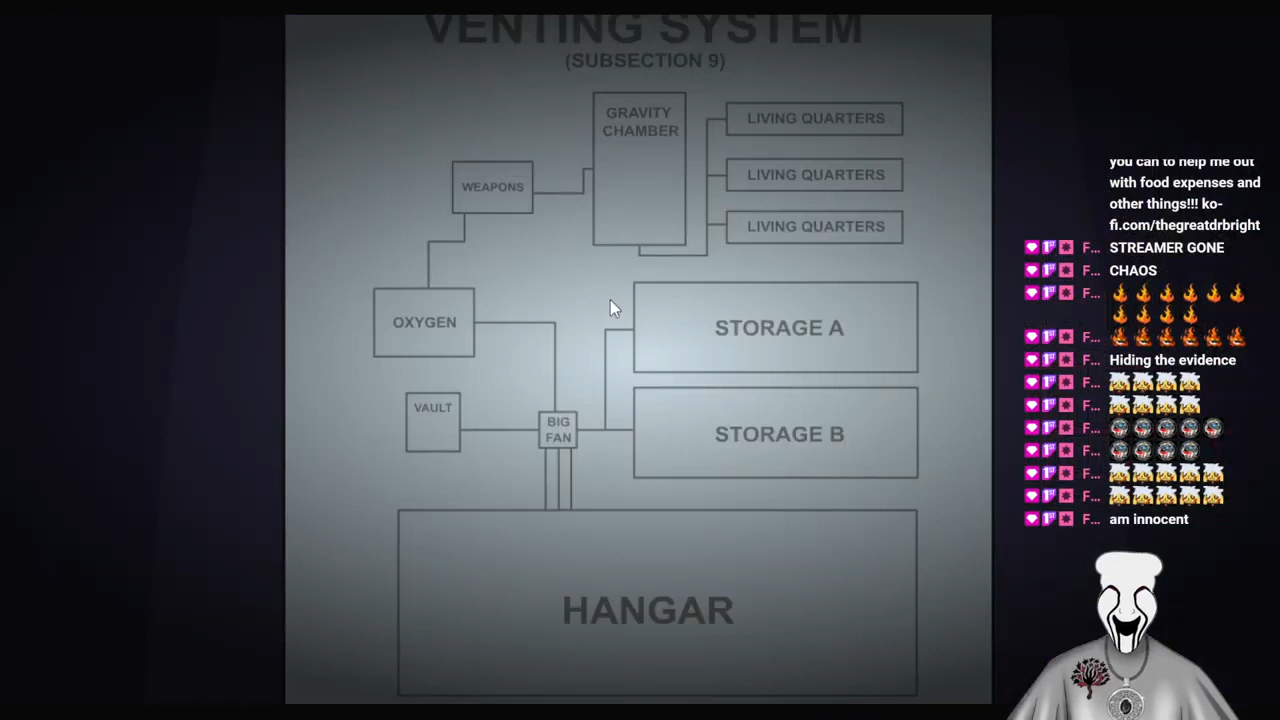 VENTING SYSTEM
(SUBSECTION 9)
GRAVITY
CHAMBER
LIVING QUARTERS
WEAPONS
LIVING QUARTERS
LIVING QUARTERS
OXYGEN
STORAGE A
VAULT
BIG
FAN
STORAGE B
HANGAR
you can to help me out
with food expenses and
other things!!! ko-
fi.com/thegreatdrbright
F... STREAMER GONE
F... CHAOS
F...
F...
F... Hiding the evidence
F...
F...
F...
F...
F...
F...
F... am innocent